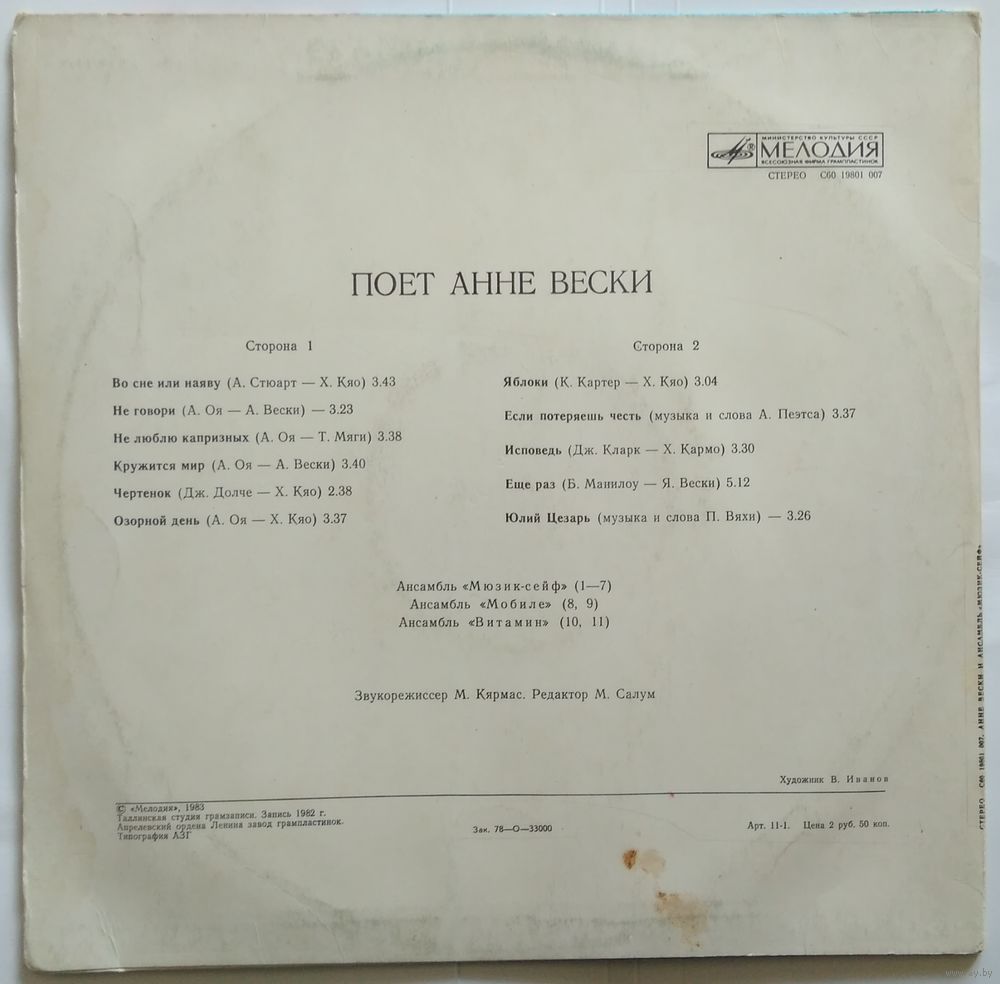 МИНИСТЕРСТВО КУЛЬТУРЫ СССР
МЕЛОДИЯ
ВСЕСОЮЗНАЯ ФИРМА ГРАМПЛАСТИНОК
СТЕРЕО С60 19801 007
ПОЕТ АННЕ ВЕСКИ
Сторона 1
Во сне или наяву (А. Стюарт — Х. Кяо) 3.43
Не говори (А. Оя — А. Вески) — 3.23
Не люблю капризных (А. Оя — Т. Мяги) 3.38
Кружится мир (А. Оя — А. Вески) 3.40
Чертенок (Дж. Долче — Х. Кяо) 2.38
Озорной день (А. Оя — Х. Кяо) 3.37
Сторона 2
Яблоки (К. Картер — Х. Кяо) 3.04
Если потеряешь честь (музыка и слова А. Пеэтса) 3.37
Исповедь (Дж. Кларк — Х. Кармо) 3.30
Еще раз (Б. Манилоу — Я. Вески) 5.12
Юлий Цезарь (музыка и слова П. Вяхи) — 3.26
Ансамбль «Мюзик-сейф» (1—7)
Ансамбль «Мобиле» (8, 9)
Ансамбль «Витамин» (10, 11)
Звукорежиссер М. Кярмас. Редактор М. Салум
Художник В. Иванов
© «Мелодия», 1983
Таллинская студия грамзаписи. Запись 1982 г.
Апрелевский ордена Ленина завод грампластинок.
Типография АЗГ
Зак. 78—О—33000
Арт. 11-1. Цена 2 руб. 50 коп.
СТЕРЕО С60 19801 007. АННЕ ВЕСКИ И АНСАМБЛЬ «МЮЗИК-СЕЙФ»
www.ay.by